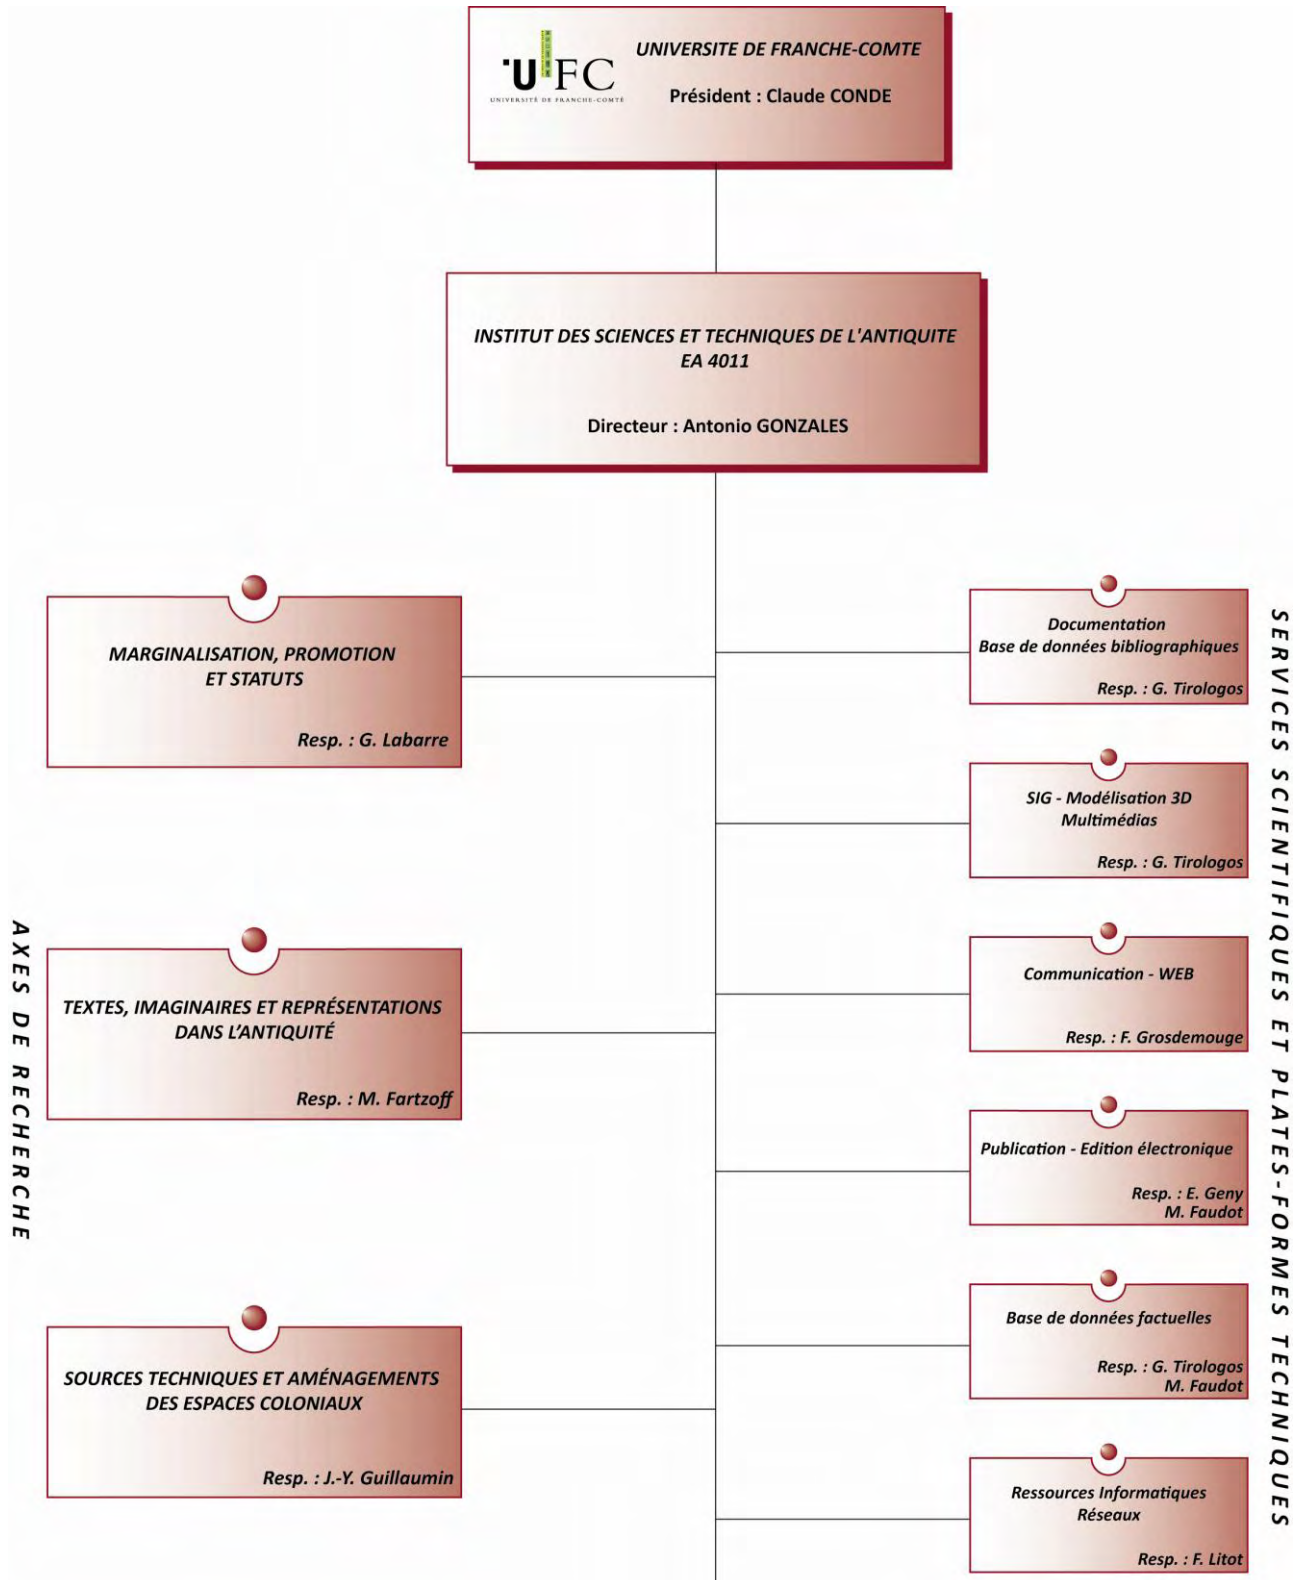 UNIVERSITE DE FRANCHE-COMTE
UFC
UNIVERSITÉ DE FRANCHE-COMTÉ
Président : Claude CONDE
INSTITUT DES SCIENCES ET TECHNIQUES DE L'ANTIQUITE
EA 4011
Directeur : Antonio GONZALES
AXES DE RECHERCHE
MARGINALISATION, PROMOTION
ET STATUTS
Resp. : G. Labarre
TEXTES, IMAGINAIRES ET REPRÉSENTATIONS
DANS L'ANTIQUITÉ
Resp. : M. Fartzoff
SOURCES TECHNIQUES ET AMÉNAGEMENTS
DES ESPACES COLONIAUX
Resp. : J.-Y. Guillaumin
SERVICES SCIENTIFIQUES ET PLATES-FORMES TECHNIQUES
Documentation
Base de données bibliographiques
Resp. : G. Tirologos
SIG - Modélisation 3D
Multimédias
Resp. : G. Tirologos
Communication - WEB
Resp. : F. Grosdemouge
Publication - Edition électronique
Resp. : E. Geny
M. Faudot
Base de données factuelles
Resp. : G. Tirologos
M. Faudot
Ressources Informatiques
Réseaux
Resp. : F. Litot